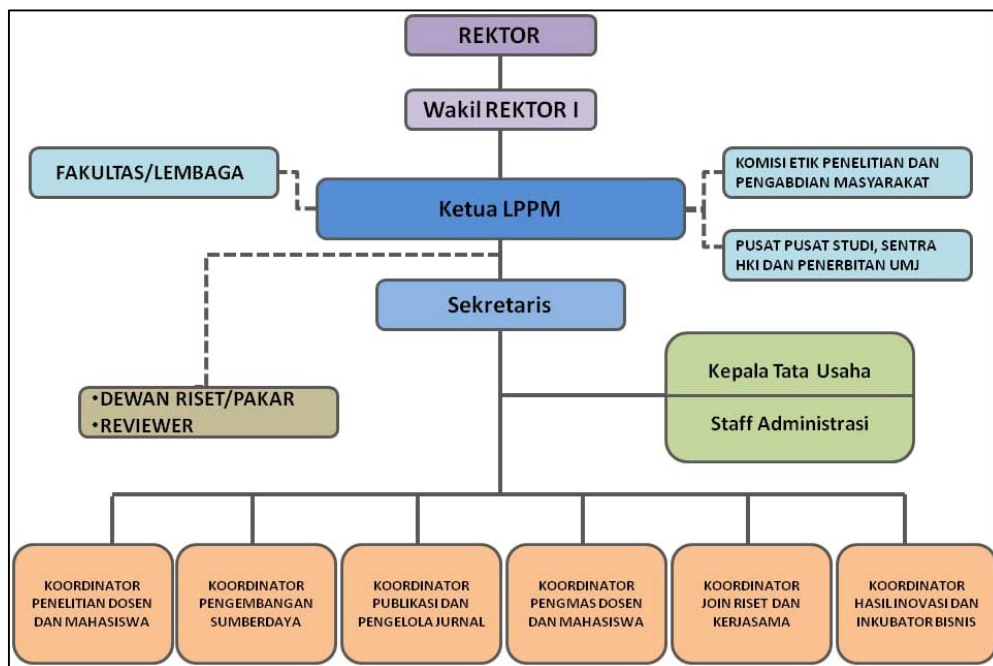 REKTOR
Wakil REKTOR I
FAKULTAS/LEMBAGA
KOMISI ETIK PENELITIAN DAN
PENGABDIAN MASYARAKAT
Ketua LPPM
PUSAT PUSAT STUDI, SENTRA
HKI DAN PENERBITAN UMJ
Sekretaris
Kepala Tata Usaha
Staff Administrasi
•DEWAN RISET/PAKAR
•REVIEWER
KOORDINATOR
PENELITIAN DOSEN
DAN MAHASISWA
KOORDINATOR
PENGEMBANGAN
SUMBERDAYA
KOORDINATOR
PUBLIKASI DAN
PENGELOLA JURNAL
KOORDINATOR
PENGMAS DOSEN
DAN MAHASISWA
KOORDINATOR
JOIN RISET DAN
KERJASAMA
KOORDINATOR
HASIL INOVASI DAN
INKUBATOR BISNIS